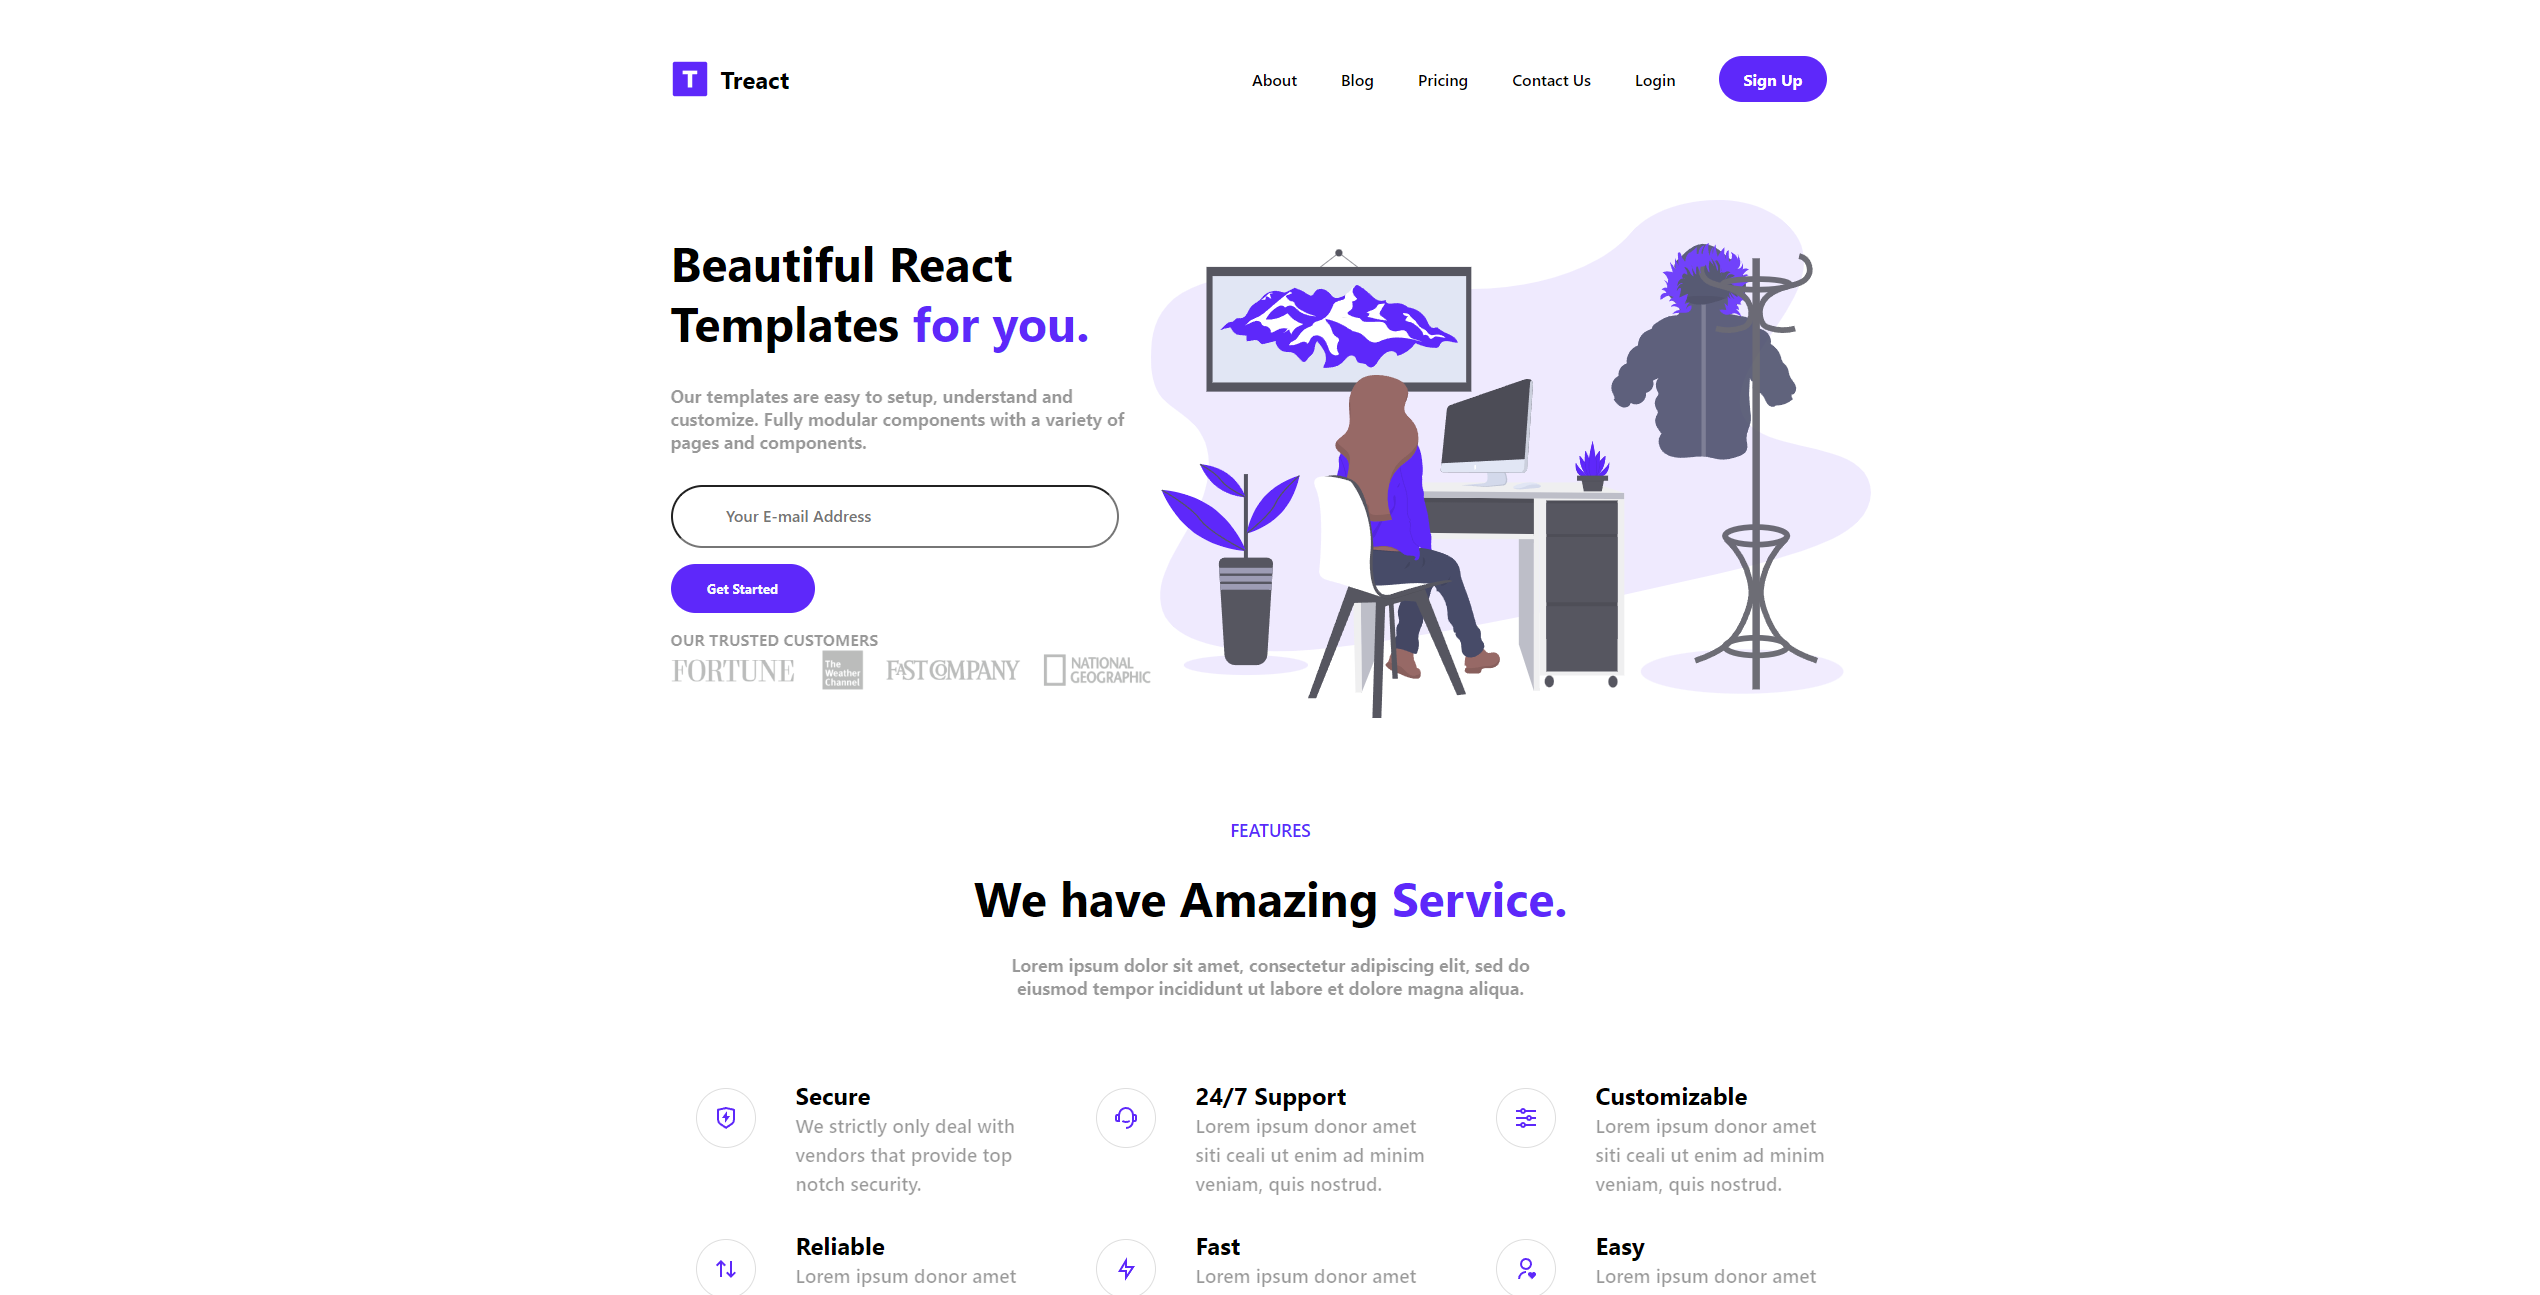 T Treact
About Blog Pricing Contact Us Login Sign Up
Beautiful React
Templates for you.
Our templates are easy to setup, understand and
customize. Fully modular components with a variety of
pages and components.
Your E-mail Address
Get Started
OUR TRUSTED CUSTOMERS
FORTUNE
The
Weather
Channel
FAST COMPANY
NATIONAL
GEOGRAPHIC
FEATURES
We have Amazing Service.
Lorem ipsum dolor sit amet, consectetur adipiscing elit, sed do
eiusmod tempor incididunt ut labore et dolore magna aliqua.
Secure
We strictly only deal with
vendors that provide top
notch security.
24/7 Support
Lorem ipsum donor amet
siti ceali ut enim ad minim
veniam, quis nostrud.
Customizable
Lorem ipsum donor amet
siti ceali ut enim ad minim
veniam, quis nostrud.
Reliable
Lorem ipsum donor amet
Fast
Lorem ipsum donor amet
Easy
Lorem ipsum donor amet